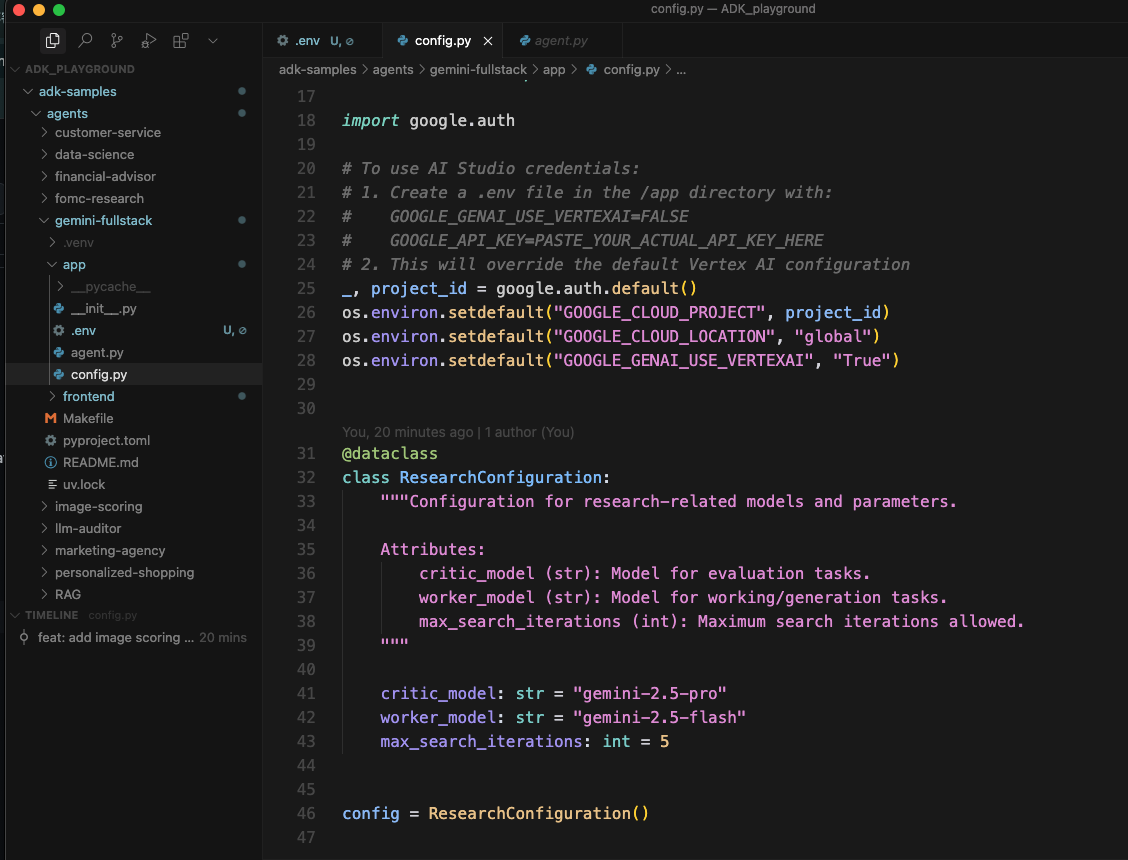 config.py — ADK_playground
.env U, ⊘
config.py ×
agent.py
adk-samples > agents > gemini-fullstack > app > config.py > ...
ADK_PLAYGROUND
adk-samples
agents
customer-service
data-science
financial-advisor
fomc-research
gemini-fullstack
.venv
app
__pycache__
__init__.py
.env U, ⊘
agent.py
config.py
frontend
Makefile
pyproject.toml
README.md
uv.lock
image-scoring
llm-auditor
marketing-agency
personalized-shopping
RAG
TIMELINE config.py
feat: add image scoring ... 20 mins
17
18 import google.auth
19
20 # To use AI Studio credentials:
21 # 1. Create a .env file in the /app directory with:
22 #    GOOGLE_GENAI_USE_VERTEXAI=FALSE
23 #    GOOGLE_API_KEY=PASTE_YOUR_ACTUAL_API_KEY_HERE
24 # 2. This will override the default Vertex AI configuration
25 _, project_id = google.auth.default()
26 os.environ.setdefault("GOOGLE_CLOUD_PROJECT", project_id)
27 os.environ.setdefault("GOOGLE_CLOUD_LOCATION", "global")
28 os.environ.setdefault("GOOGLE_GENAI_USE_VERTEXAI", "True")
29
30
You, 20 minutes ago | 1 author (You)
31 @dataclass
32 class ResearchConfiguration:
33     """Configuration for research-related models and parameters.
34
35     Attributes:
36         critic_model (str): Model for evaluation tasks.
37         worker_model (str): Model for working/generation tasks.
38         max_search_iterations (int): Maximum search iterations allowed.
39     """
40
41     critic_model: str = "gemini-2.5-pro"
42     worker_model: str = "gemini-2.5-flash"
43     max_search_iterations: int = 5
44
45
46 config = ResearchConfiguration()
47